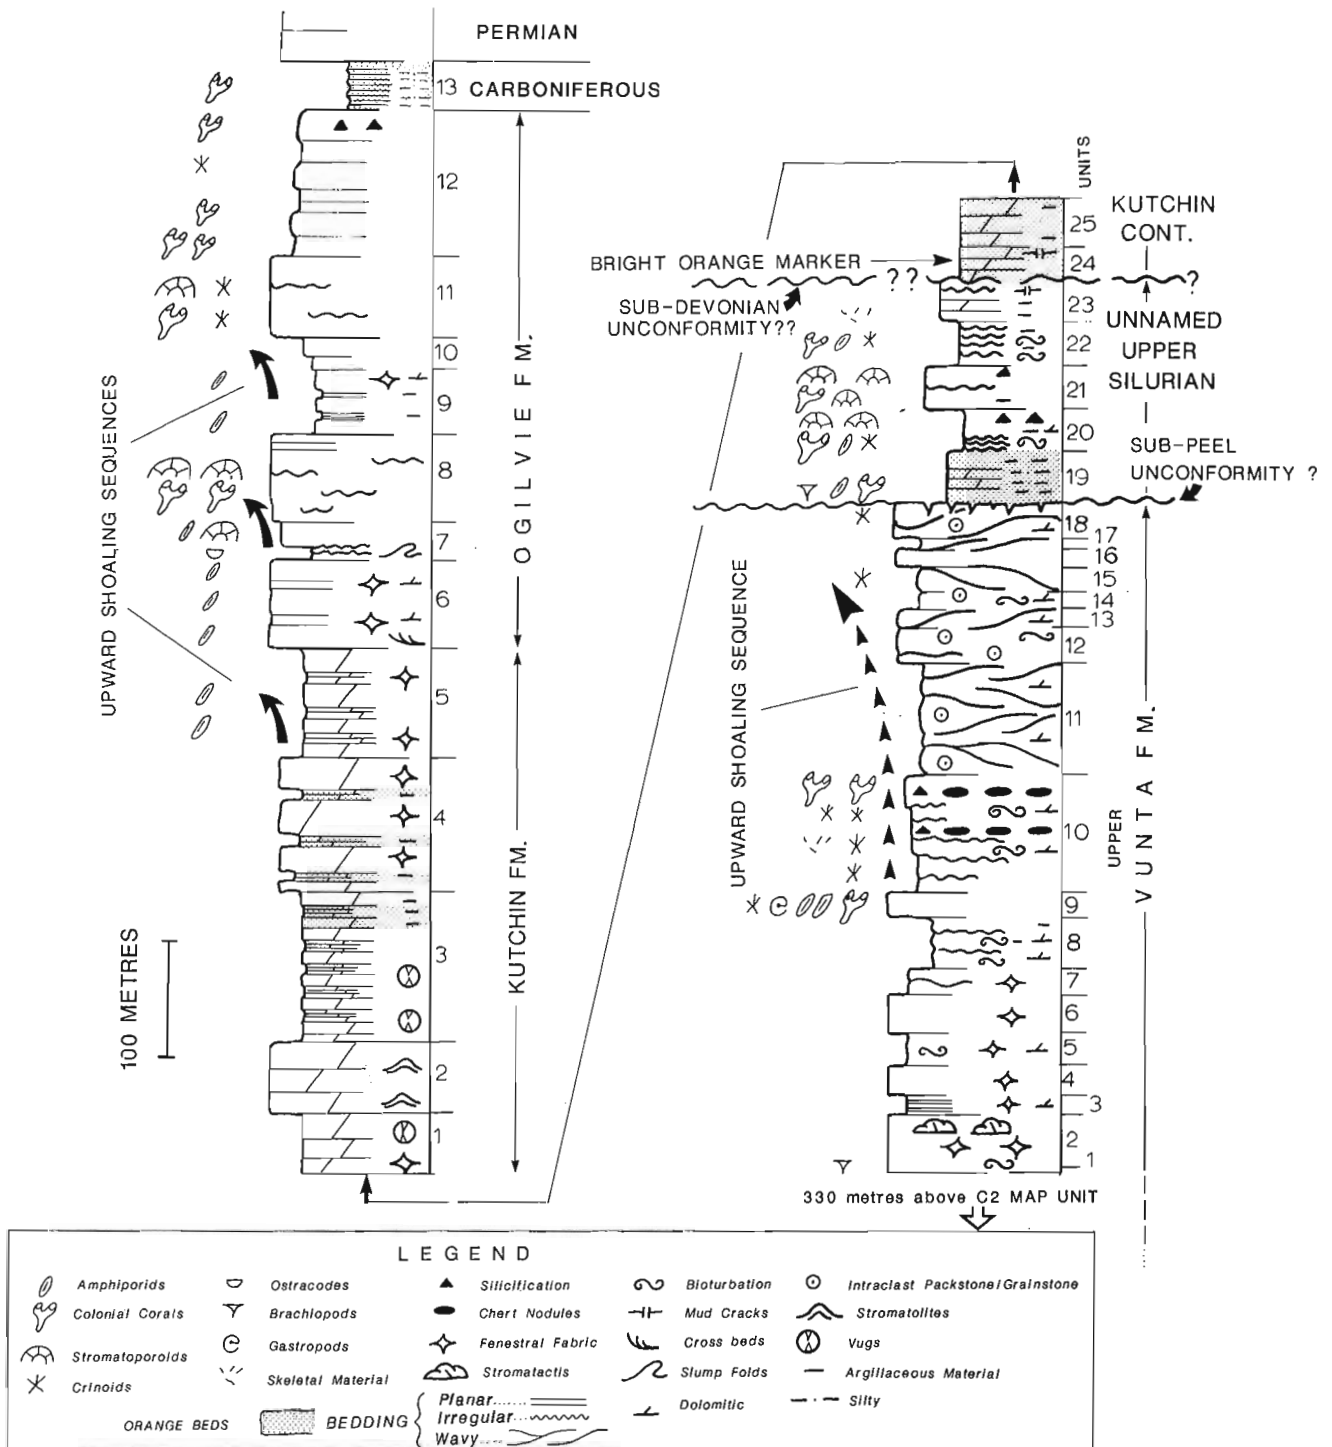 PERMIAN
13 CARBONIFEROUS
12
11
10
9
8
7
6
5
4
3
2
1
OGILVIE FM.
KUTCHIN FM.
UPWARD SHOALING SEQUENCES
100 METRES
UNITS
KUTCHIN
CONT.
BRIGHT ORANGE MARKER
??
?
SUB-DEVONIAN
UNCONFORMITY??
UNNAMED
UPPER
SILURIAN
SUB-PEEL
UNCONFORMITY ?
25
24
23
22
21
20
19
18
17
16
15
14
13
12
11
10
9
8
7
6
5
4
3
2
1
UPWARD SHOALING SEQUENCE
UPPER
VUNTA FM.
330 metres above C2 MAP UNIT
LEGEND
Amphiporids
Ostracodes
Silicification
Bioturbation
Intraclast Packstone/Grainstone
Colonial Corals
Brachiopods
Chert Nodules
Mud Cracks
Stromatolites
Stromatoporoids
Gastropods
Fenestral Fabric
Cross beds
Vugs
Crinoids
Skeletal Material
Stromatactis
Slump Folds
Argillaceous Material
ORANGE BEDS
BEDDING
Planar......
Irregular...
Wavy.....
Dolomitic
Silty